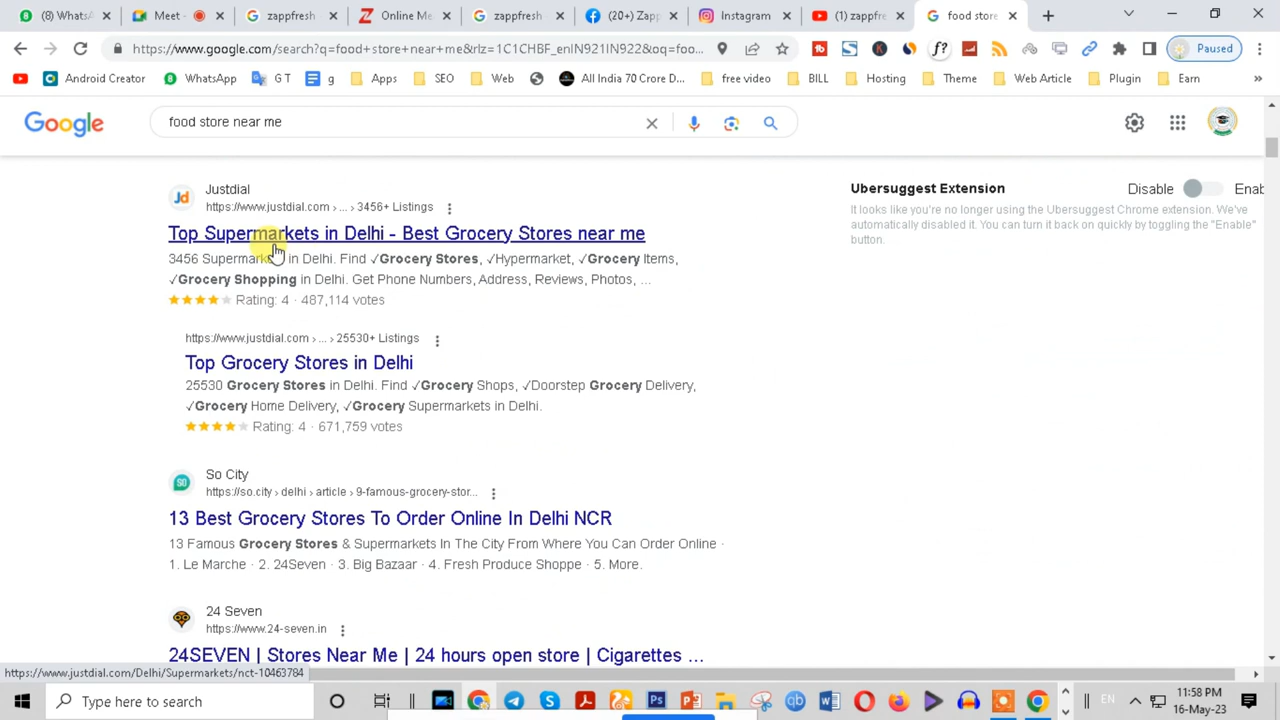 (8) WhatsA
Meet -
zappfresh
Online Me
zappfresh
(20+) Zapp
Instagram
(1) zappfre
food store
https://www.google.com/search?q=food+store+near+me&rlz=1C1CHBF_enIN921IN922&oq=foo...
Paused
Android Creator
WhatsApp
G T
g
Apps
SEO
Web
All India 70 Crore D...
free video
BILL
Hosting
Theme
Web Article
Plugin
Earn
»
Google
food store near me
Justdial
https://www.justdial.com › ... › 3456+ Listings
Top Supermarkets in Delhi - Best Grocery Stores near me
3456 Supermarkets in Delhi. Find ✓Grocery Stores, ✓Hypermarket, ✓Grocery Items,
✓Grocery Shopping in Delhi. Get Phone Numbers, Address, Reviews, Photos, ...
Rating: 4 · 487,114 votes
https://www.justdial.com › ... › 25530+ Listings
Top Grocery Stores in Delhi
25530 Grocery Stores in Delhi. Find ✓Grocery Shops, ✓Doorstep Grocery Delivery,
✓Grocery Home Delivery, ✓Grocery Supermarkets in Delhi.
Rating: 4 · 671,759 votes
So City
https://so.city › delhi › article › 9-famous-grocery-stor...
13 Best Grocery Stores To Order Online In Delhi NCR
13 Famous Grocery Stores & Supermarkets In The City From Where You Can Order Online ·
1. Le Marche · 2. 24Seven · 3. Big Bazaar · 4. Fresh Produce Shoppe · 5. More.
24 Seven
https://www.24-seven.in
24SEVEN | Stores Near Me | 24 hours open store | Cigarettes ...
Ubersuggest Extension
Disable
Enab
It looks like you're no longer using the Ubersuggest Chrome extension. We've
automatically disabled it. You can turn it back on quickly by toggling the "Enable"
button.
https://www.justdial.com/Delhi/Supermarkets/nct-10463784
Type here to search
EN
11:58 PM
16-May-23